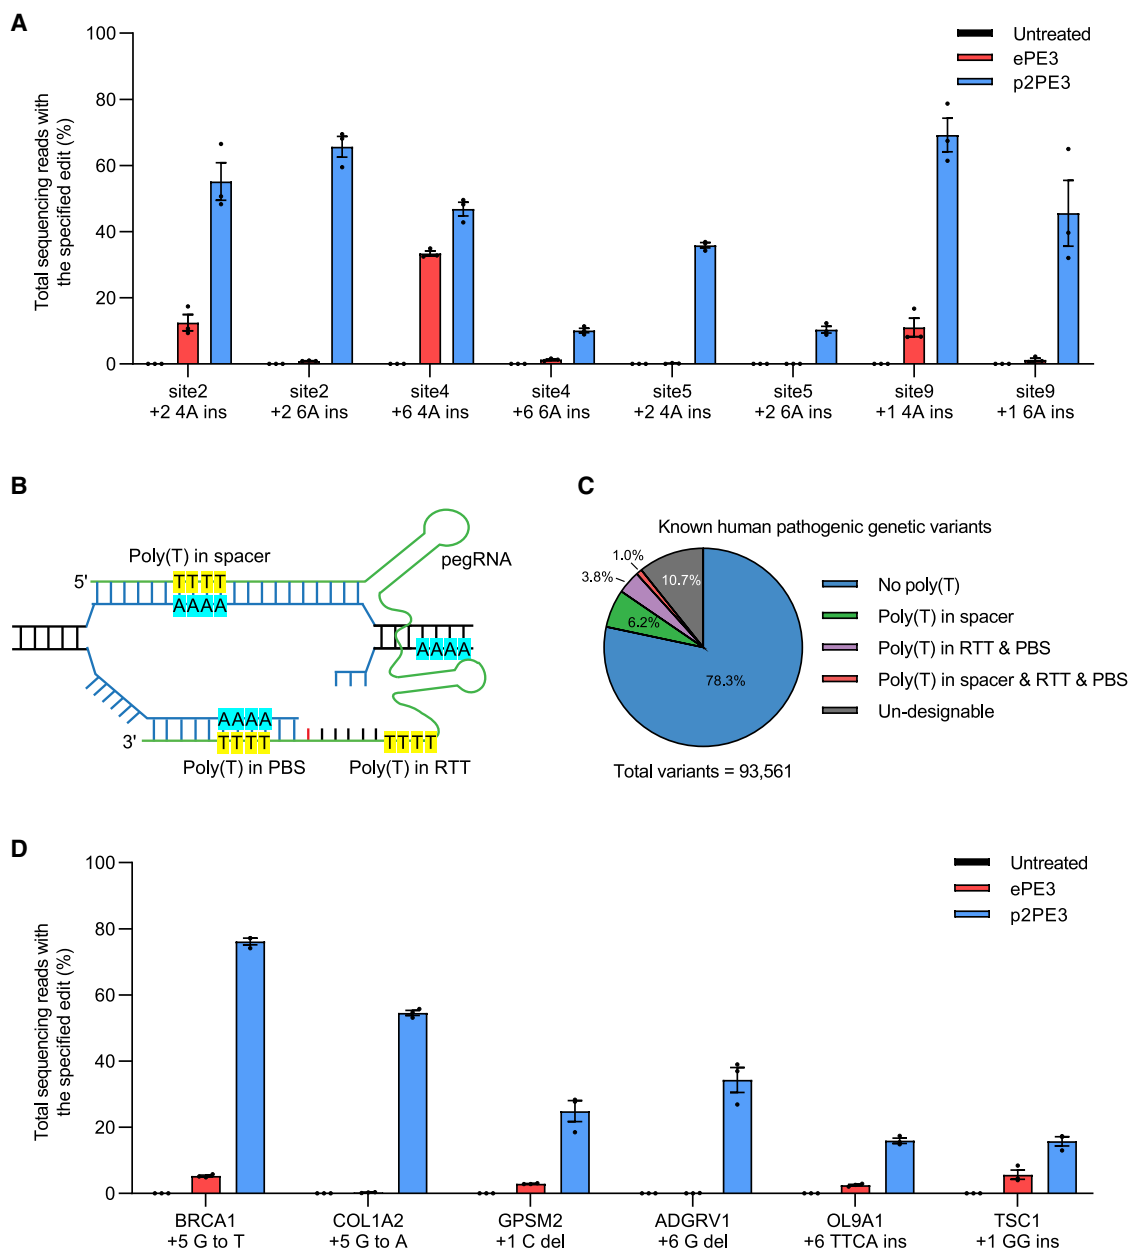 A
Total sequencing reads with
the specified edit (%)
100
80
60
40
20
0
Untreated
ePE3
p2PE3
site2
+2 4A ins
site2
+2 6A ins
site4
+6 4A ins
site4
+6 6A ins
site5
+2 4A ins
site5
+2 6A ins
site9
+1 4A ins
site9
+1 6A ins
B
Poly(T) in spacer
pegRNA
5'
TTTT
AAAA
AAAA
AAAA
3'
TTTT
TTTT
Poly(T) in PBS
Poly(T) in RTT
C
Known human pathogenic genetic variants
1.0%
3.8%
10.7%
6.2%
78.3%
No poly(T)
Poly(T) in spacer
Poly(T) in RTT & PBS
Poly(T) in spacer & RTT & PBS
Un-designable
Total variants = 93,561
D
Total sequencing reads with
the specified edit (%)
100
80
60
40
20
0
Untreated
ePE3
p2PE3
BRCA1
+5 G to T
COL1A2
+5 G to A
GPSM2
+1 C del
ADGRV1
+6 G del
OL9A1
+6 TTCA ins
TSC1
+1 GG ins